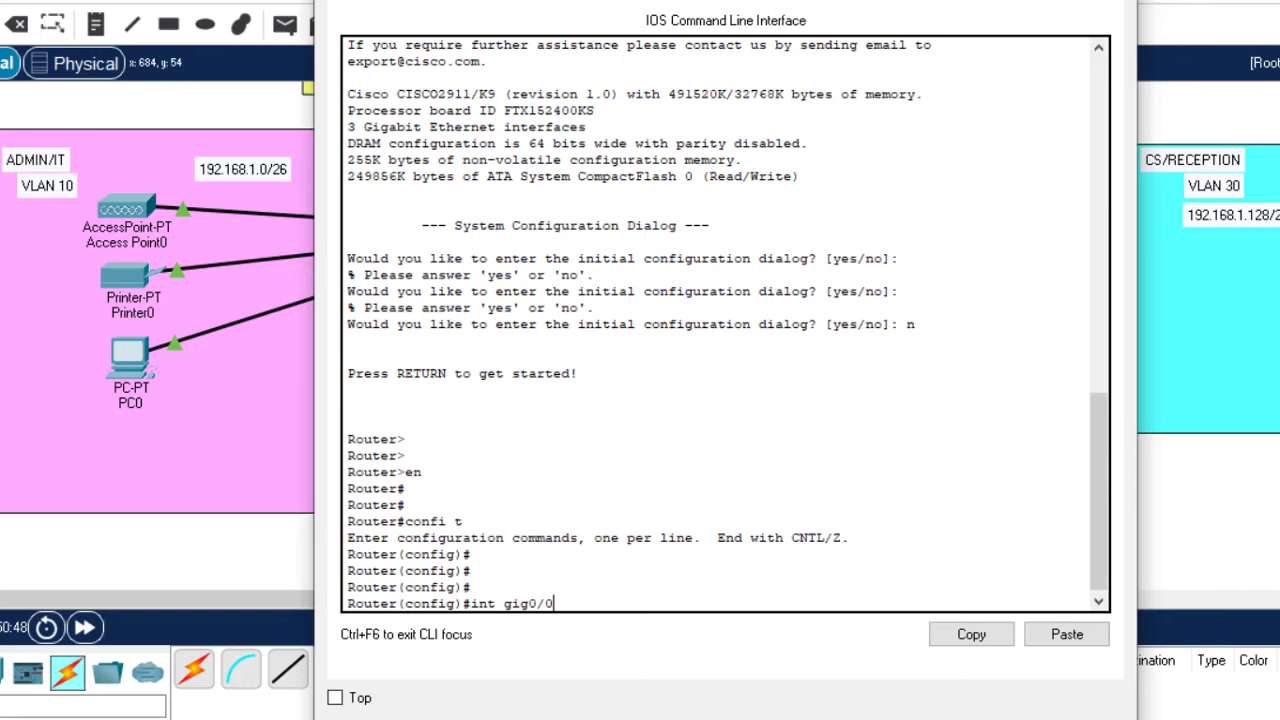 IOS Command Line Interface
al
Physical
x: 684, y: 54
[Roo
If you require further assistance please contact us by sending email to
export@cisco.com.
Cisco CISCO2911/K9 (revision 1.0) with 491520K/32768K bytes of memory.
Processor board ID FTX152400KS
3 Gigabit Ethernet interfaces
DRAM configuration is 64 bits wide with parity disabled.
255K bytes of non-volatile configuration memory.
249856K bytes of ATA System CompactFlash 0 (Read/Write)
--- System Configuration Dialog ---
Would you like to enter the initial configuration dialog? [yes/no]:
% Please answer 'yes' or 'no'.
Would you like to enter the initial configuration dialog? [yes/no]:
% Please answer 'yes' or 'no'.
Would you like to enter the initial configuration dialog? [yes/no]: n
Press RETURN to get started!
Router>
Router>
Router>en
Router#
Router#
Router#confi t
Enter configuration commands, one per line.  End with CNTL/Z.
Router(config)#
Router(config)#
Router(config)#
Router(config)#int gig0/0
Ctrl+F6 to exit CLI focus
Copy
Paste
Top
ADMIN/IT
VLAN 10
192.168.1.0/26
AccessPoint-PT
Access Point0
Printer-PT
Printer0
PC-PT
PC0
CS/RECEPTION
VLAN 30
192.168.1.128/2
50:48
ination
Type
Color